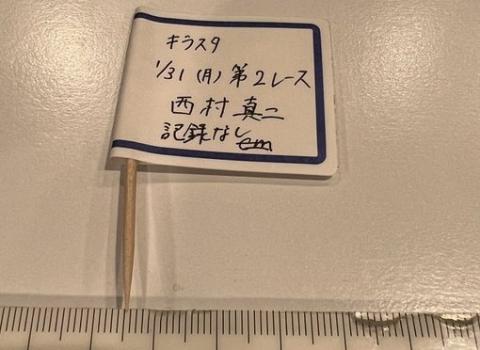 キラスタ
1/31（月）第2レース
西村真二
記録なし cm